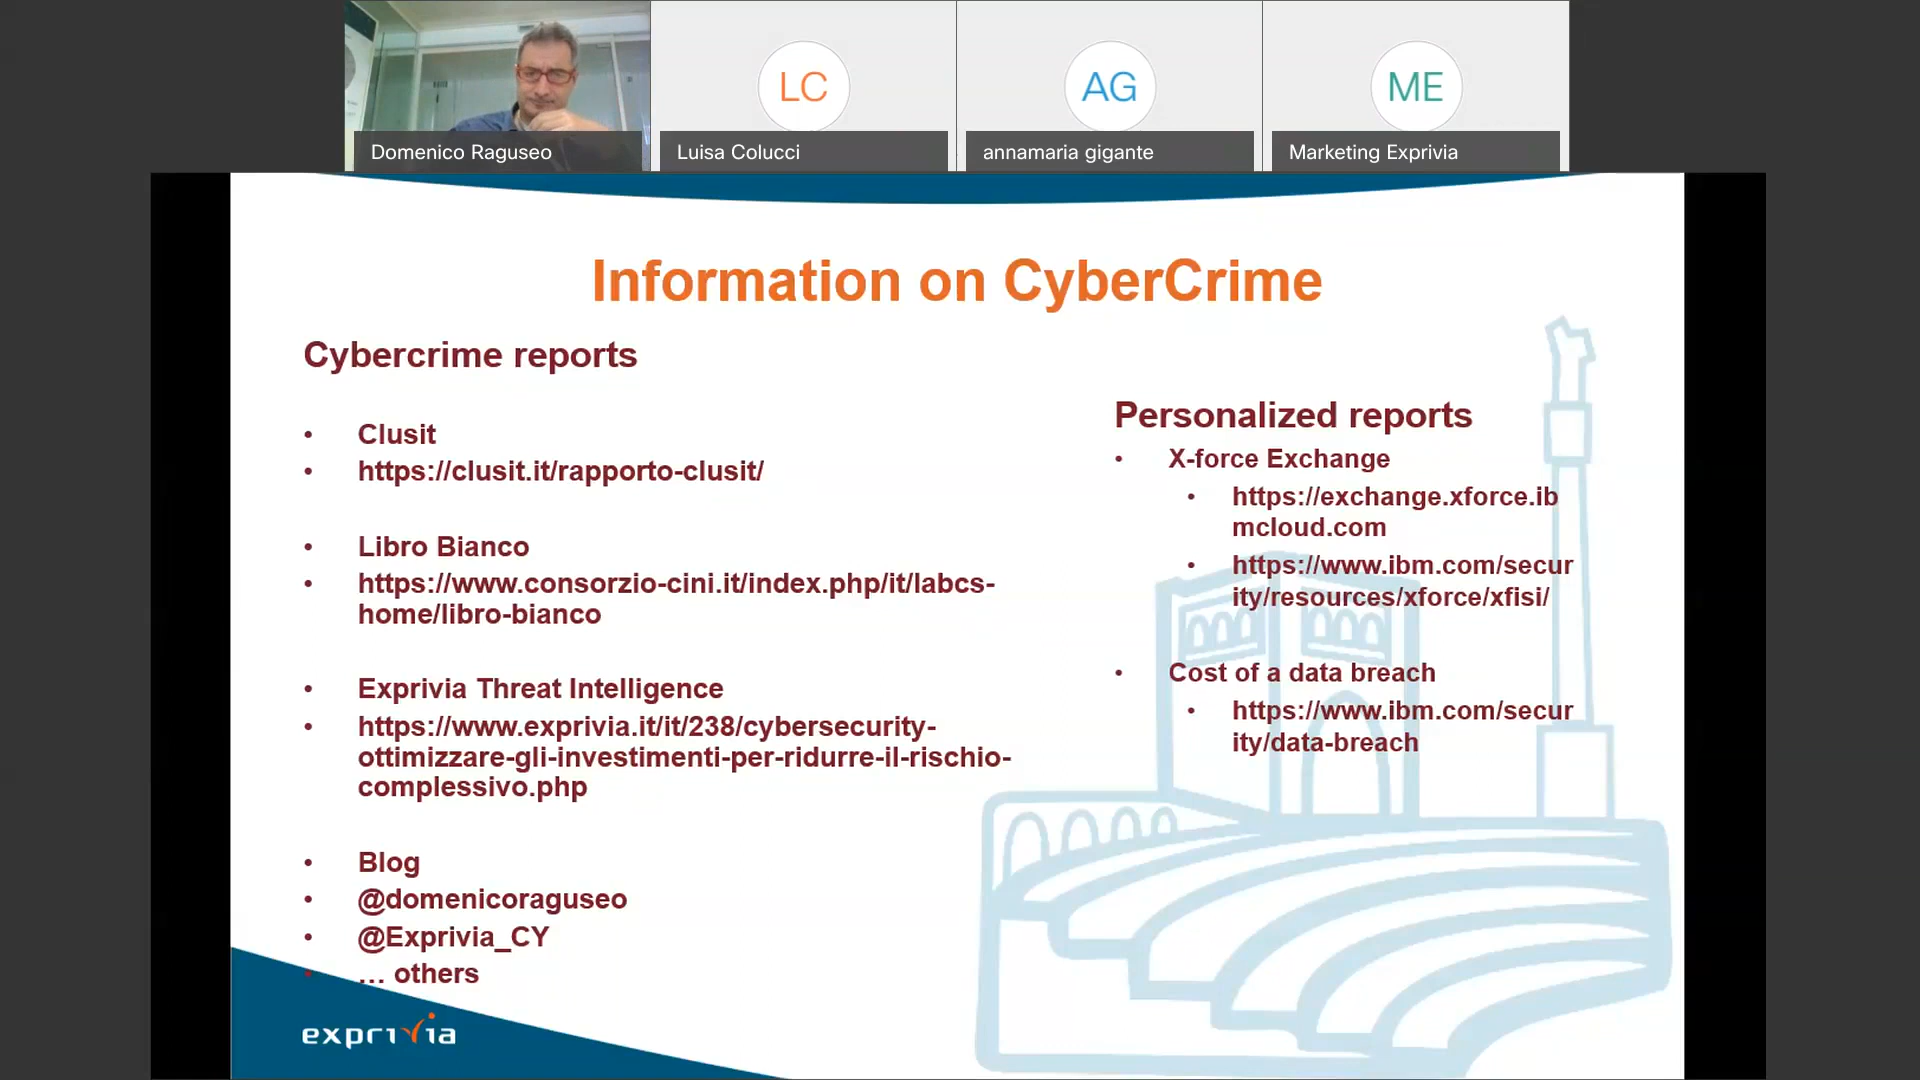 LC
AG
ME
Domenico Raguseo
Luisa Colucci
annamaria gigante
Marketing Exprivia
Information on CyberCrime
Cybercrime reports
• Clusit
• https://clusit.it/rapporto-clusit/
• Libro Bianco
• https://www.consorzio-cini.it/index.php/it/labcs-
home/libro-bianco
• Exprivia Threat Intelligence
• https://www.exprivia.it/it/238/cybersecurity-
ottimizzare-gli-investimenti-per-ridurre-il-rischio-
complessivo.php
• Blog
• @domenicoraguseo
• @Exprivia_CY
• … others
Personalized reports
• X-force Exchange
• https://exchange.xforce.ib
mcloud.com
• https://www.ibm.com/secur
ity/resources/xforce/xfisi/
• Cost of a data breach
• https://www.ibm.com/secur
ity/data-breach
exprivia